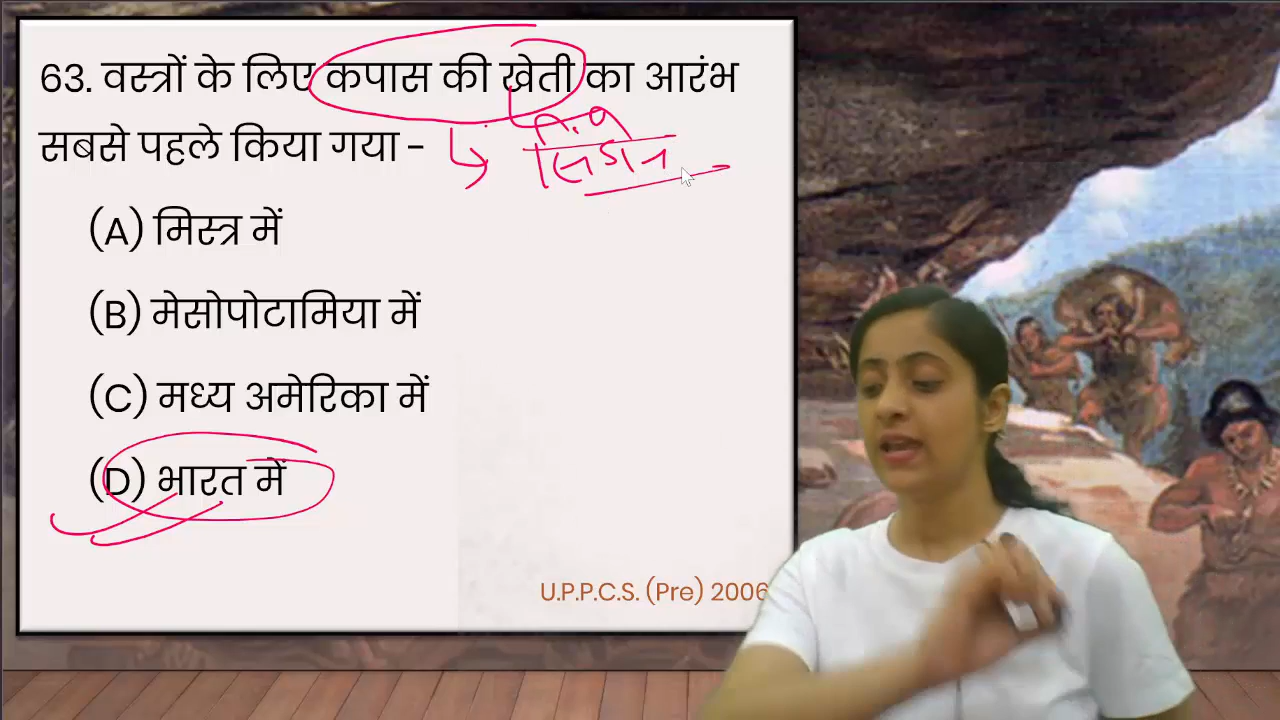 63. वस्त्रों के लिए कपास की खेती का आरंभ
सबसे पहले किया गया -
सिंडोन
(A) मिस्त्र में
(B) मेसोपोटामिया में
(C) मध्य अमेरिका में
(D) भारत में
U.P.P.C.S. (Pre) 2006